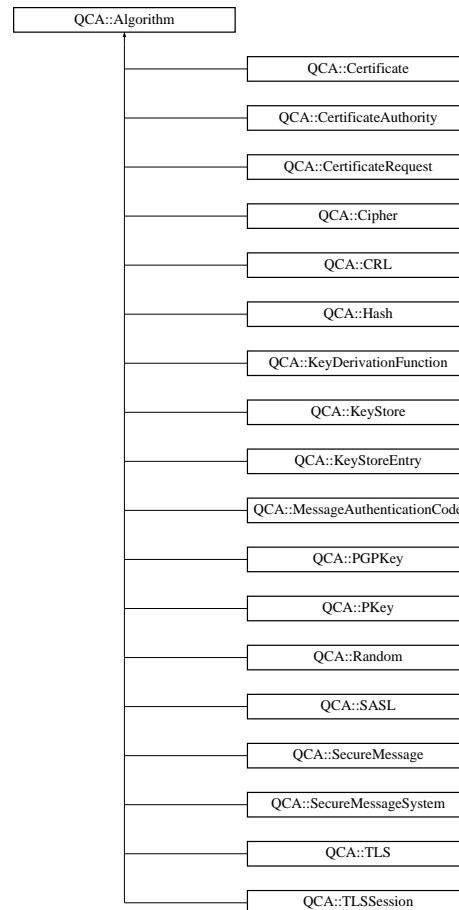 QCA::Algorithm
QCA::Certificate
QCA::CertificateAuthority
QCA::CertificateRequest
QCA::Cipher
QCA::CRL
QCA::Hash
QCA::KeyDerivationFunction
QCA::KeyStore
QCA::KeyStoreEntry
QCA::MessageAuthenticationCode
QCA::PGPKey
QCA::PKey
QCA::Random
QCA::SASL
QCA::SecureMessage
QCA::SecureMessageSystem
QCA::TLS
QCA::TLSSession